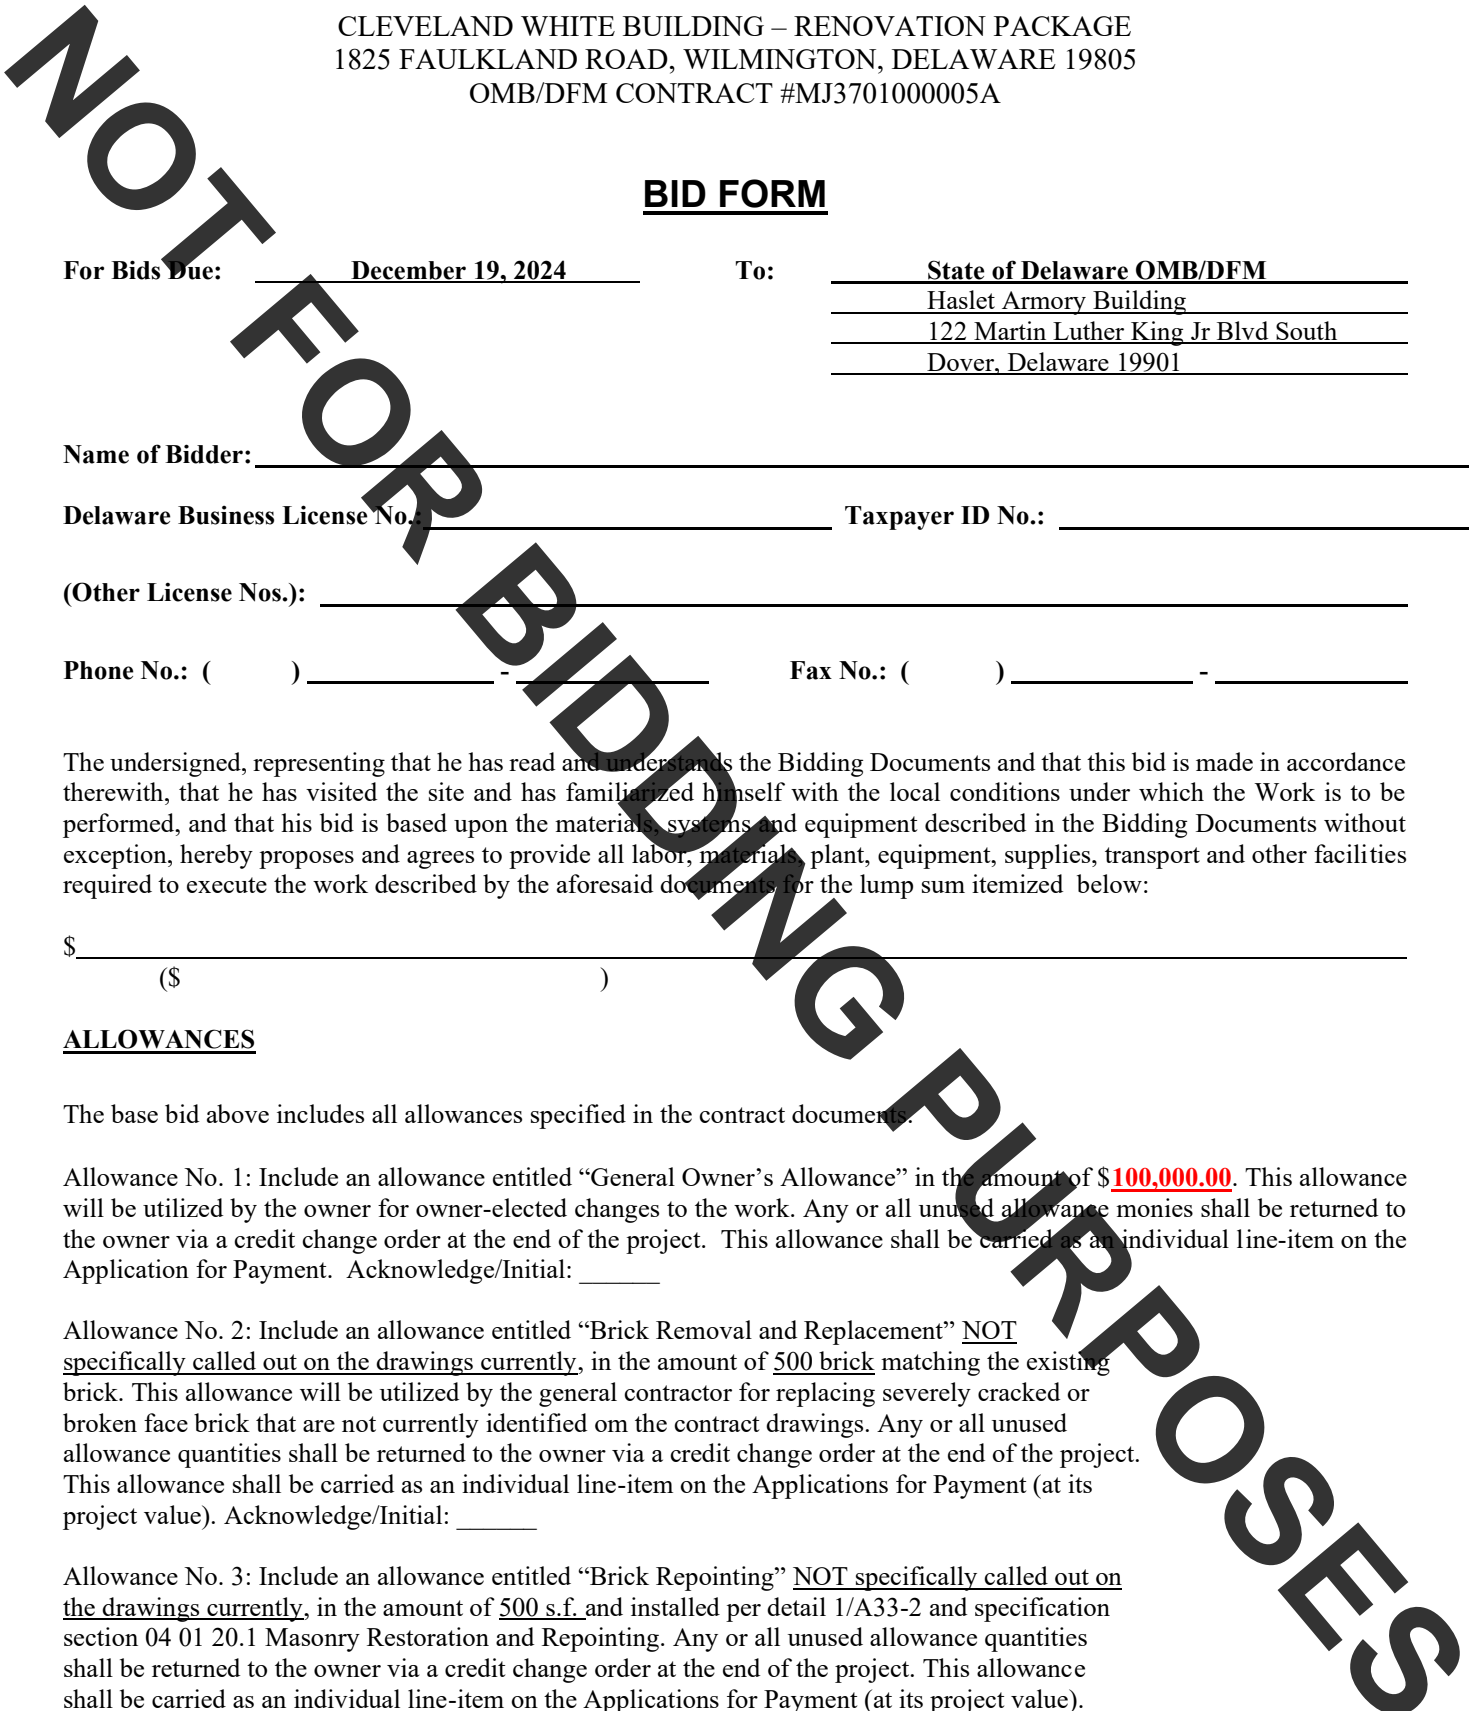 CLEVELAND WHITE BUILDING – RENOVATION PACKAGE
1825 FAULKLAND ROAD, WILMINGTON, DELAWARE 19805
OMB/DFM CONTRACT #MJ3701000005A
BID FORM
For Bids Due: December 19, 2024 To: State of Delaware OMB/DFM
Haslet Armory Building
122 Martin Luther King Jr Blvd South
Dover, Delaware 19901
Name of Bidder:
Delaware Business License No.: Taxpayer ID No.:
(Other License Nos.):
Phone No.: ( ) - Fax No.: ( ) -
The undersigned, representing that he has read and understands the Bidding Documents and that this bid is made in accordance
therewith, that he has visited the site and has familiarized himself with the local conditions under which the Work is to be
performed, and that his bid is based upon the materials, systems and equipment described in the Bidding Documents without
exception, hereby proposes and agrees to provide all labor, materials, plant, equipment, supplies, transport and other facilities
required to execute the work described by the aforesaid documents for the lump sum itemized below:
$
($ )
ALLOWANCES
The base bid above includes all allowances specified in the contract documents.
Allowance No. 1: Include an allowance entitled “General Owner’s Allowance” in the amount of $100,000.00. This allowance
will be utilized by the owner for owner-elected changes to the work. Any or all unused allowance monies shall be returned to
the owner via a credit change order at the end of the project. This allowance shall be carried as an individual line-item on the
Application for Payment. Acknowledge/Initial: ______
Allowance No. 2: Include an allowance entitled “Brick Removal and Replacement” NOT
specifically called out on the drawings currently, in the amount of 500 brick matching the existing
brick. This allowance will be utilized by the general contractor for replacing severely cracked or
broken face brick that are not currently identified om the contract drawings. Any or all unused
allowance quantities shall be returned to the owner via a credit change order at the end of the project.
This allowance shall be carried as an individual line-item on the Applications for Payment (at its
project value). Acknowledge/Initial: ______
Allowance No. 3: Include an allowance entitled “Brick Repointing” NOT specifically called out on
the drawings currently, in the amount of 500 s.f. and installed per detail 1/A33-2 and specification
section 04 01 20.1 Masonry Restoration and Repointing. Any or all unused allowance quantities
shall be returned to the owner via a credit change order at the end of the project. This allowance
shall be carried as an individual line-item on the Applications for Payment (at its project value).
NOT FOR BIDDING PURPOSES